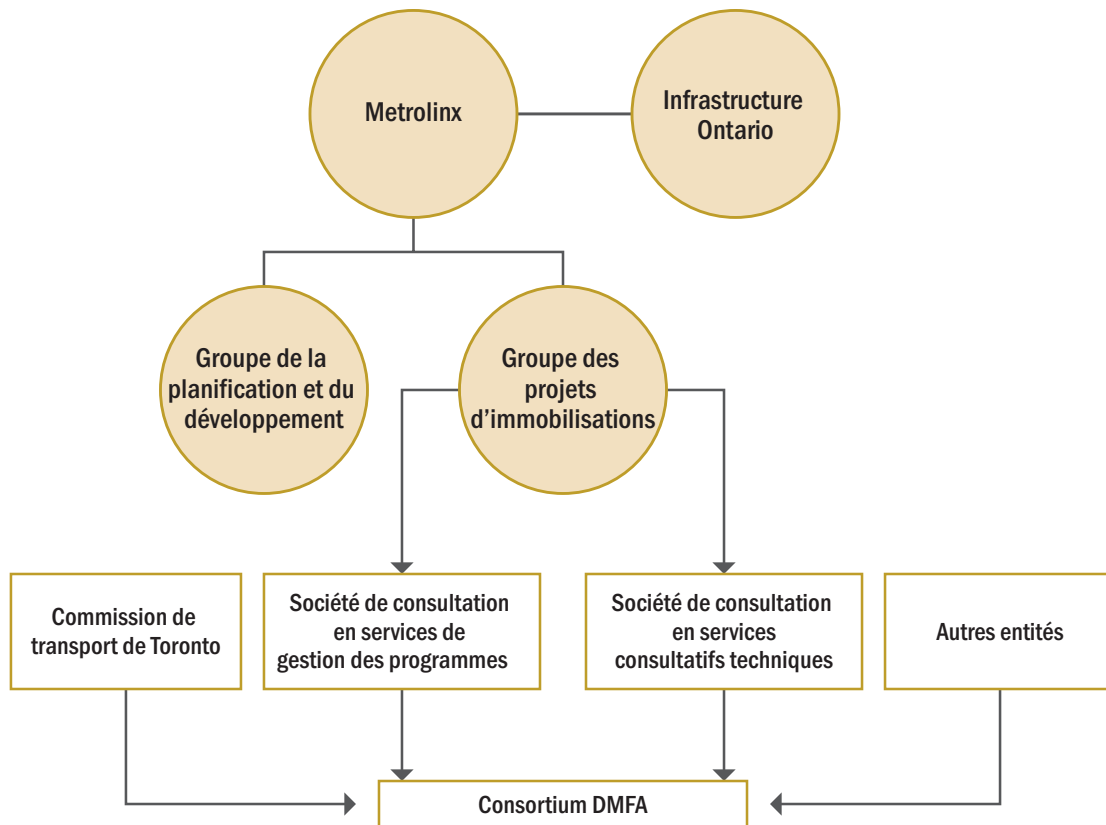 Metrolinx
Infrastructure
Ontario
Groupe de la
planification et du
développement
Groupe des
projets
d'immobilisations
Commission de
transport de Toronto
Société de consultation
en services de
gestion des programmes
Société de consultation
en services
consultatifs techniques
Autres entités
Consortium DMFA